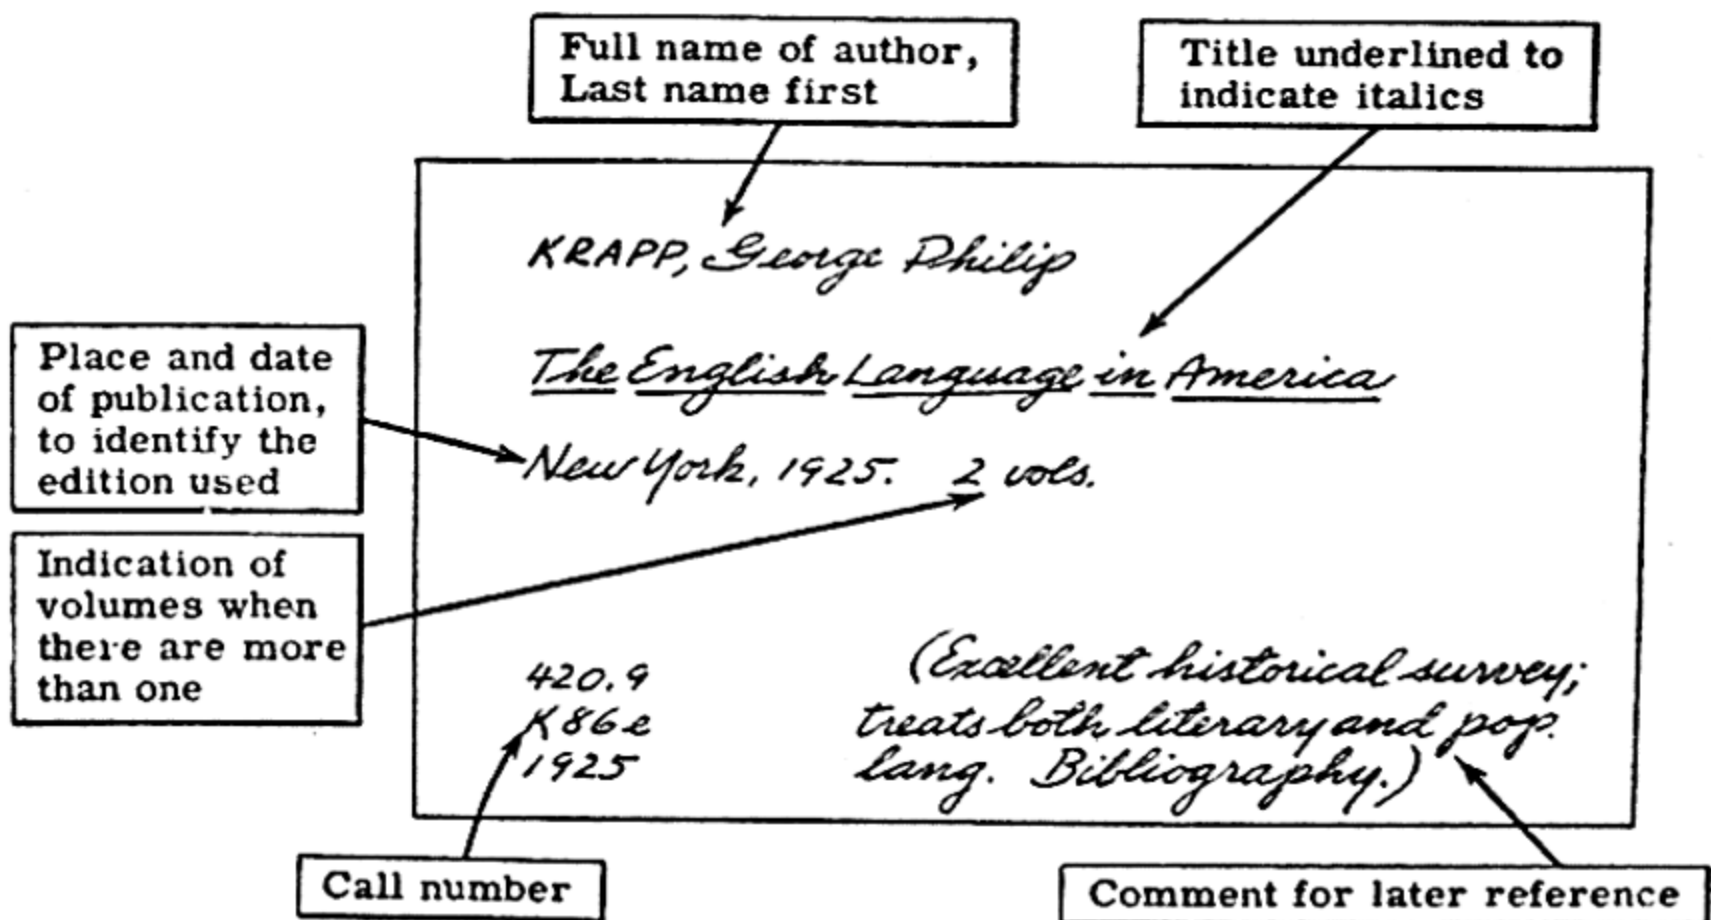 Full name of author,
Last name first
Title underlined to
indicate italics
KRAPP, George Philip
The English Language in America
New York, 1925. 2 vols.
Place and date
of publication,
to identify the
edition used
Indication of
volumes when
there are more
than one
420.9
K86e
1925
(Excellent historical survey;
treats both literary and pop.
lang. Bibliography.)
Call number
Comment for later reference